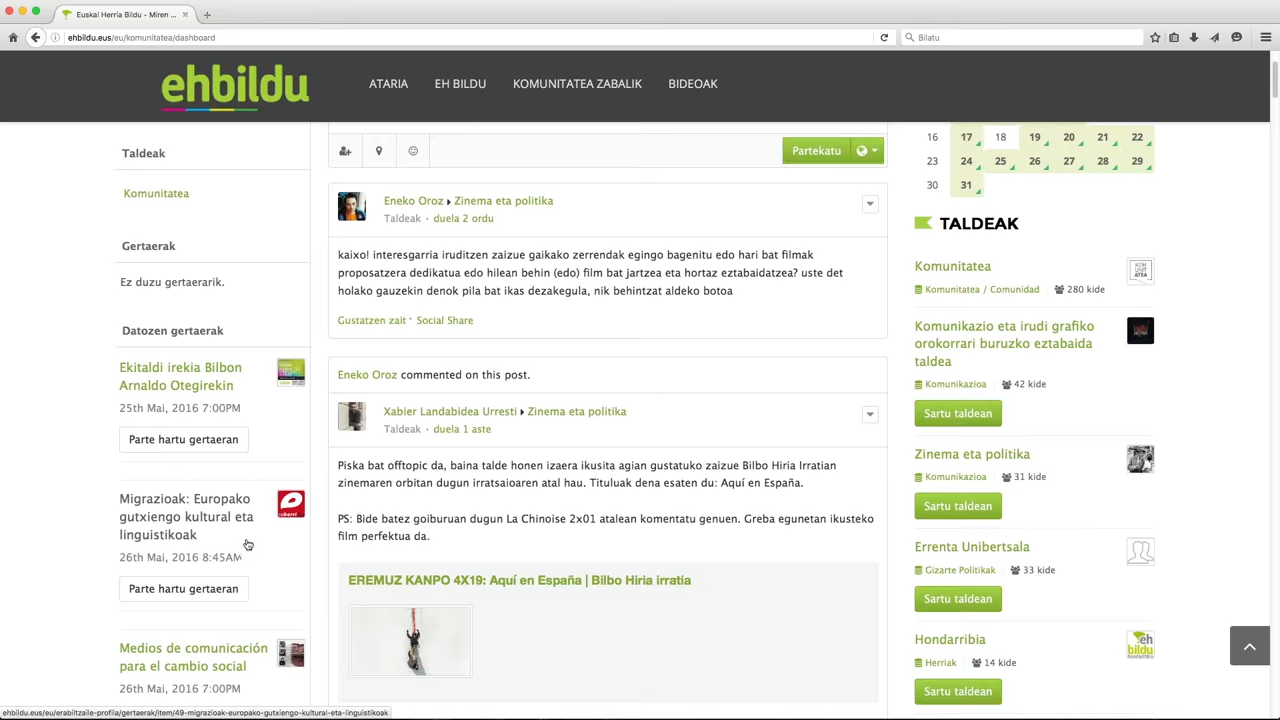 Euskal Herria Bildu - Miren ...
ehbildu.eus/eu/komunitatea/dashboard
Bilatu
ehbildu
ATARIA
EH BILDU
KOMUNITATEA ZABALIK
BIDEOAK
Taldeak
Komunitatea
Gertaerak
Ez duzu gertaerarik.
Datozen gertaerak
Ekitaldi irekia Bilbon
Arnaldo Otegirekin
25th Mai, 2016 7:00PM
Parte hartu gertaeran
Migrazioak: Europako
gutxiengo kultural eta
linguistikoak
26th Mai, 2016 8:45AM
Parte hartu gertaeran
Medios de comunicación
para el cambio social
26th Mai, 2016 7:00PM
Partekatu
Eneko Oroz Zinema eta politika
Taldeak · duela 2 ordu
kaixo! interesgarria iruditzen zaizue gaikako zerrendak egingo bagenitu edo hari bat filmak
proposatzera dedikatua edo hilean behin (edo) film bat jartzea eta hortaz eztabaidatzea? uste det
holako gauzekin denok pila bat ikas dezakegula, nik behintzat aldeko botoa
Gustatzen zait · Social Share
Eneko Oroz commented on this post.
Xabier Landabidea Urresti Zinema eta politika
Taldeak · duela 1 aste
Piska bat offtopic da, baina talde honen izaera ikusita agian gustatuko zaizue Bilbo Hiria Irratian
zinemaren orbitan dugun irratsaioaren atal hau. Tituluak dena esaten du: Aquí en España.
PS: Bide batez goiburuan dugun La Chinoise 2x01 atalean komentatu genuen. Greba egunetan ikusteko
film perfektua da.
EREMUZ KANPO 4X19: Aquí en España | Bilbo Hiria irratia
16 17 18 19 20 21 22
23 24 25 26 27 28 29
30 31
TALDEAK
Komunitatea
Komunitatea / Comunidad 280 kide
Komunikazio eta irudi grafiko
orokorrari buruzko eztabaida
taldea
Komunikazioa 42 kide
Sartu taldean
Zinema eta politika
Komunikazioa 31 kide
Sartu taldean
Errenta Unibertsala
Gizarte Politikak 33 kide
Sartu taldean
Hondarribia
Herriak 14 kide
Sartu taldean
ehbildu.eus/eu/erabiltzaile-profila/gertaerak/item/49-migrazioak-europako-gutxiengo-kultural-eta-linguistikoak